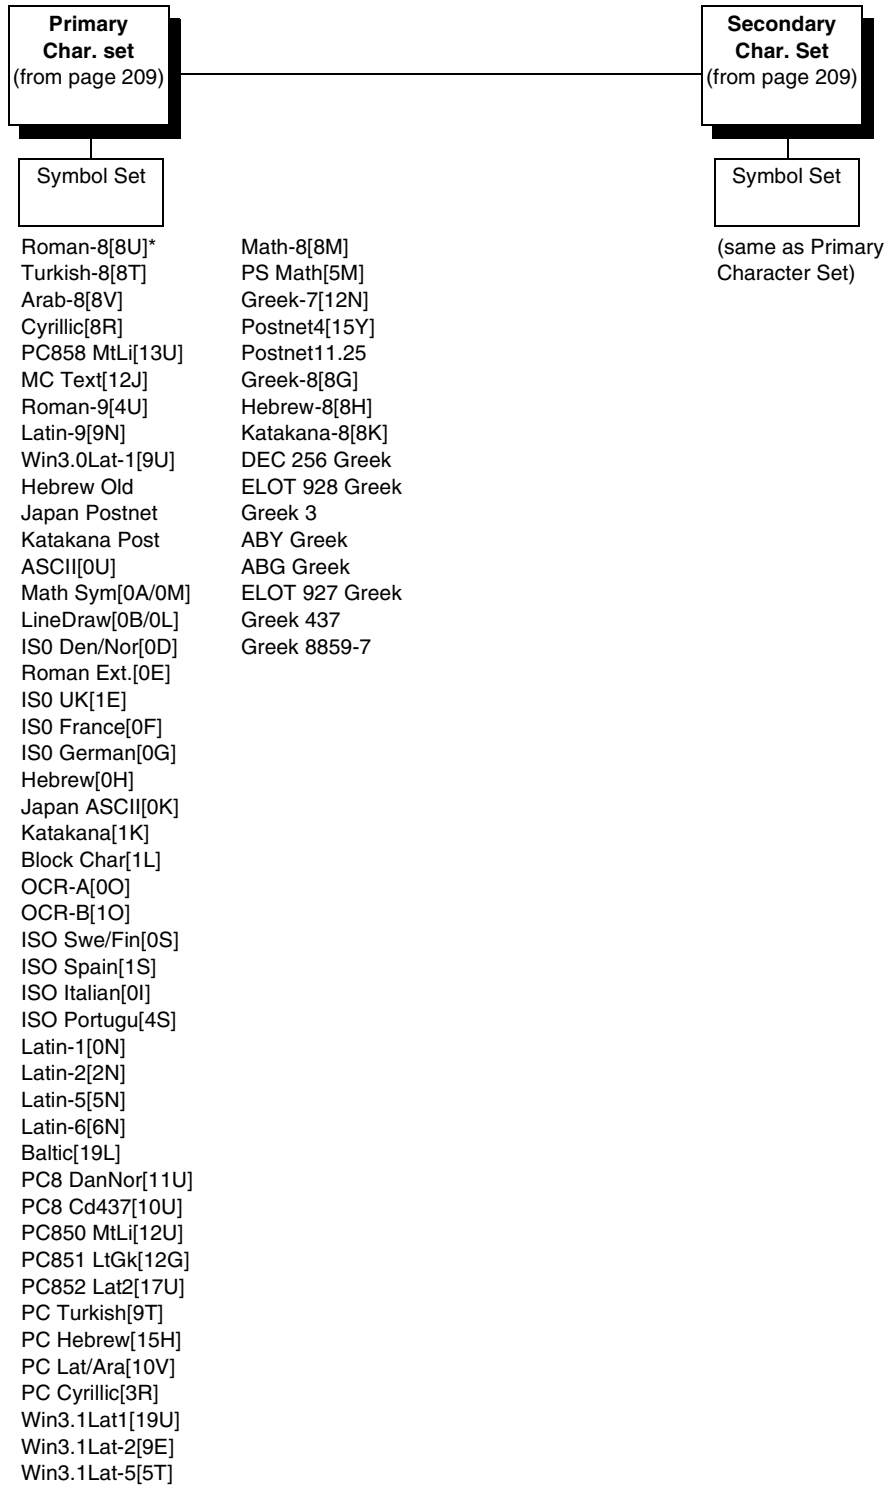 Primary
Char. set
(from page 209)
Secondary
Char. Set
(from page 209)
Symbol Set
Symbol Set
Roman-8[8U]*
Turkish-8[8T]
Arab-8[8V]
Cyrillic[8R]
PC858 MtLi[13U]
MC Text[12J]
Roman-9[4U]
Latin-9[9N]
Win3.0Lat-1[9U]
Hebrew Old
Japan Postnet
Katakana Post
ASCII[0U]
Math Sym[0A/0M]
LineDraw[0B/0L]
IS0 Den/Nor[0D]
Roman Ext.[0E]
IS0 UK[1E]
IS0 France[0F]
IS0 German[0G]
Hebrew[0H]
Japan ASCII[0K]
Katakana[1K]
Block Char[1L]
OCR-A[0O]
OCR-B[1O]
ISO Swe/Fin[0S]
ISO Spain[1S]
ISO Italian[0I]
ISO Portugu[4S]
Latin-1[0N]
Latin-2[2N]
Latin-5[5N]
Latin-6[6N]
Baltic[19L]
PC8 DanNor[11U]
PC8 Cd437[10U]
PC850 MtLi[12U]
PC851 LtGk[12G]
PC852 Lat2[17U]
PC Turkish[9T]
PC Hebrew[15H]
PC Lat/Ara[10V]
PC Cyrillic[3R]
Win3.1Lat1[19U]
Win3.1Lat-2[9E]
Win3.1Lat-5[5T]
Math-8[8M]
PS Math[5M]
Greek-7[12N]
Postnet4[15Y]
Postnet11.25
Greek-8[8G]
Hebrew-8[8H]
Katakana-8[8K]
DEC 256 Greek
ELOT 928 Greek
Greek 3
ABY Greek
ABG Greek
ELOT 927 Greek
Greek 437
Greek 8859-7
(same as Primary
Character Set)